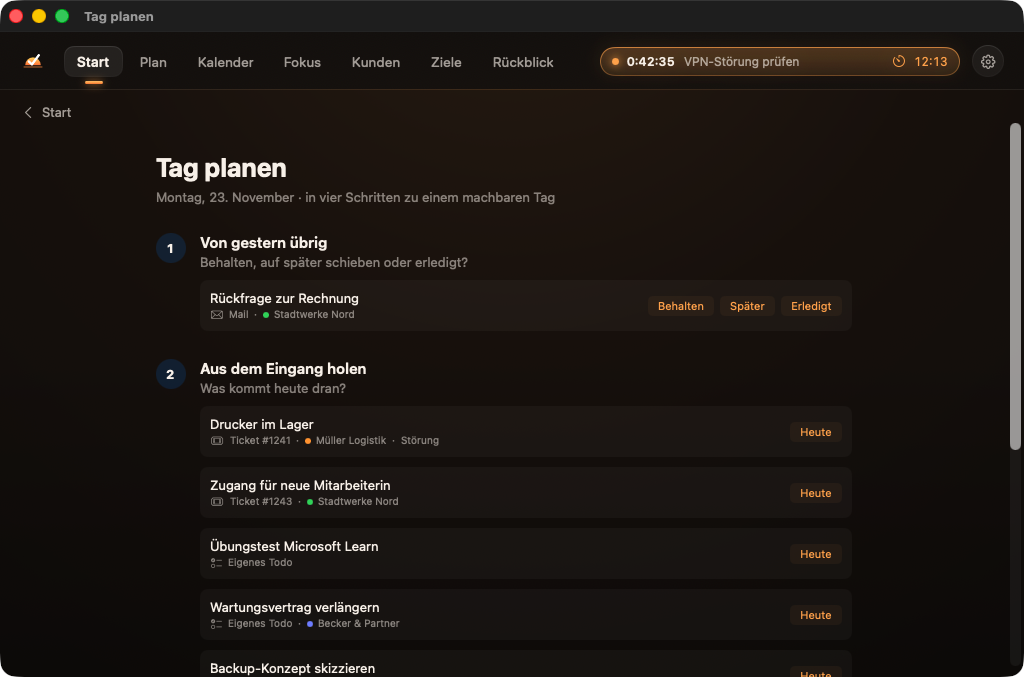 Tag planen
Start Plan Kalender Fokus Kunden Ziele Rückblick 0:42:35 VPN-Störung prüfen 12:13
Start
Tag planen
Montag, 23. November · in vier Schritten zu einem machbaren Tag
1 Von gestern übrig
Behalten, auf später schieben oder erledigt?
Rückfrage zur Rechnung
Mail · Stadtwerke Nord
Behalten Später Erledigt
2 Aus dem Eingang holen
Was kommt heute dran?
Drucker im Lager
Ticket #1241 · Müller Logistik · Störung
Heute
Zugang für neue Mitarbeiterin
Ticket #1243 · Stadtwerke Nord
Heute
Übungstest Microsoft Learn
Eigenes Todo
Heute
Wartungsvertrag verlängern
Eigenes Todo · Becker & Partner
Heute
Backup-Konzept skizzieren
Heute